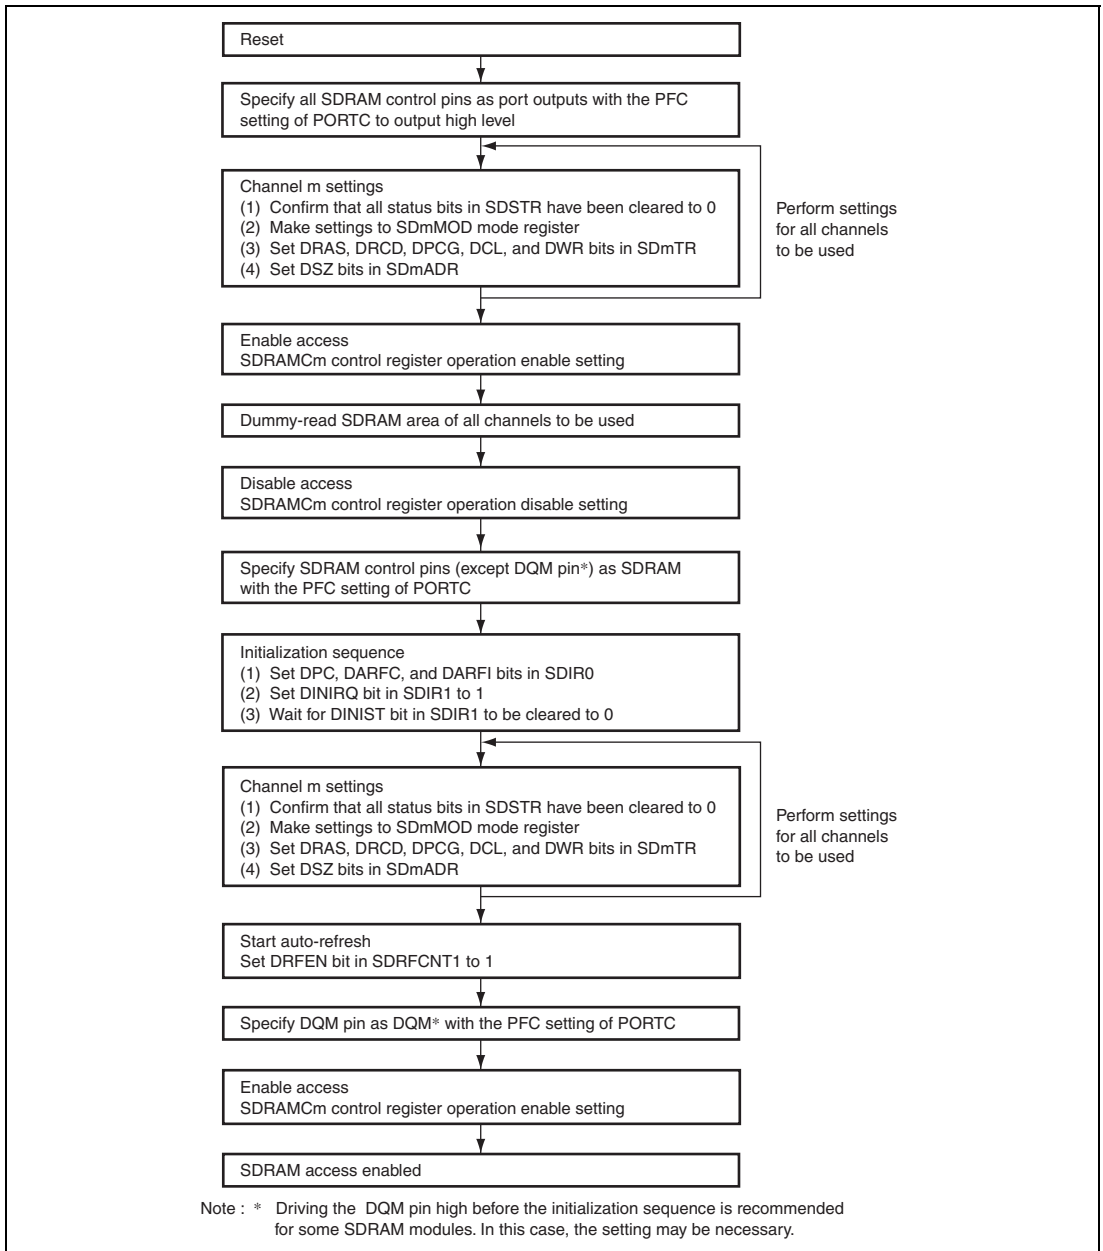 Reset
Specify all SDRAM control pins as port outputs with the PFC
setting of PORTC to output high level
Channel m settings
(1) Confirm that all status bits in SDSTR have been cleared to 0
(2) Make settings to SDmMOD mode register
(3) Set DRAS, DRCD, DPCG, DCL, and DWR bits in SDmTR
(4) Set DSZ bits in SDmADR
Perform settings
for all channels
to be used
Enable access
SDRAMCm control register operation enable setting
Dummy-read SDRAM area of all channels to be used
Disable access
SDRAMCm control register operation disable setting
Specify SDRAM control pins (except DQM pin*) as SDRAM
with the PFC setting of PORTC
Initialization sequence
(1) Set DPC, DARFC, and DARFI bits in SDIR0
(2) Set DINIRQ bit in SDIR1 to 1
(3) Wait for DINIST bit in SDIR1 to be cleared to 0
Channel m settings
(1) Confirm that all status bits in SDSTR have been cleared to 0
(2) Make settings to SDmMOD mode register
(3) Set DRAS, DRCD, DPCG, DCL, and DWR bits in SDmTR
(4) Set DSZ bits in SDmADR
Perform settings
for all channels
to be used
Start auto-refresh
Set DRFEN bit in SDRFCNT1 to 1
Specify DQM pin as DQM* with the PFC setting of PORTC
Enable access
SDRAMCm control register operation enable setting
SDRAM access enabled
Note : * Driving the DQM pin high before the initialization sequence is recommended
for some SDRAM modules. In this case, the setting may be necessary.